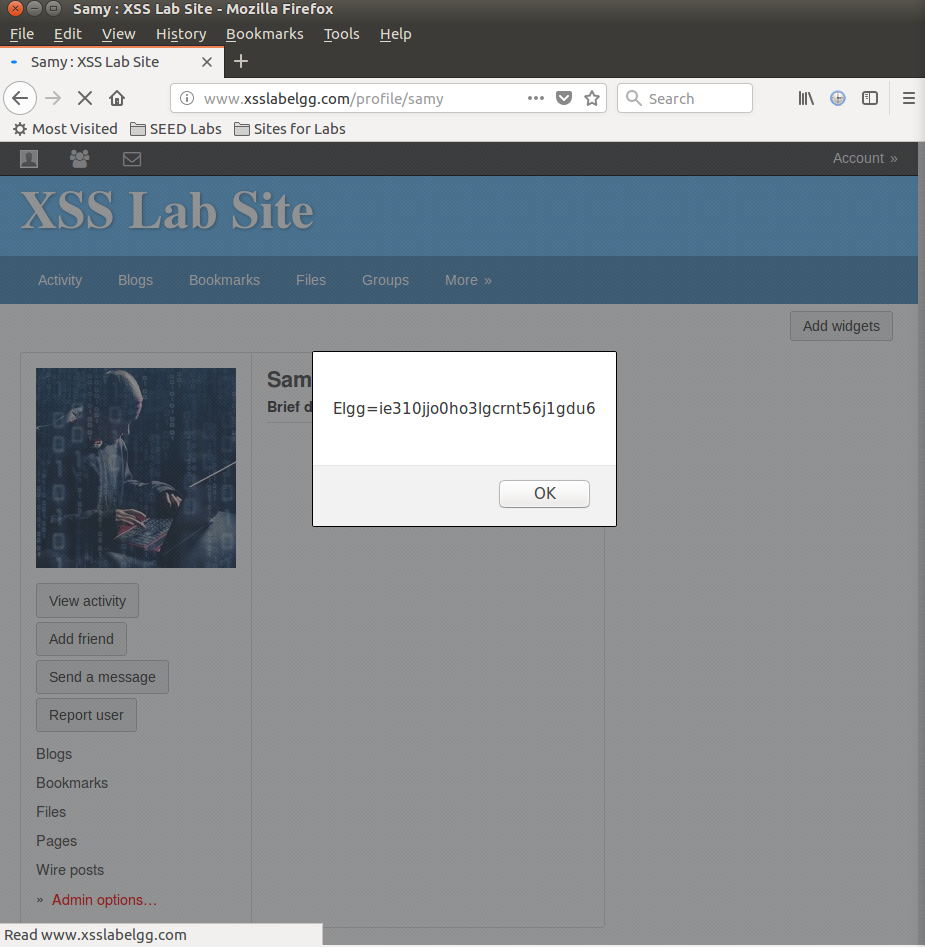 Samy : XSS Lab Site - Mozilla Firefox
File Edit View History Bookmarks Tools Help
Samy : XSS Lab Site
www.xsslabelgg.com/profile/samy Search
Most Visited SEED Labs Sites for Labs
Account »
XSS Lab Site
Activity Blogs Bookmarks Files Groups More »
Add widgets
Sam
Brief d
Elgg=ie310jjo0ho3lgcrnt56j1gdu6
OK
View activity
Add friend
Send a message
Report user
Blogs
Bookmarks
Files
Pages
Wire posts
» Admin options...
Read www.xsslabelgg.com